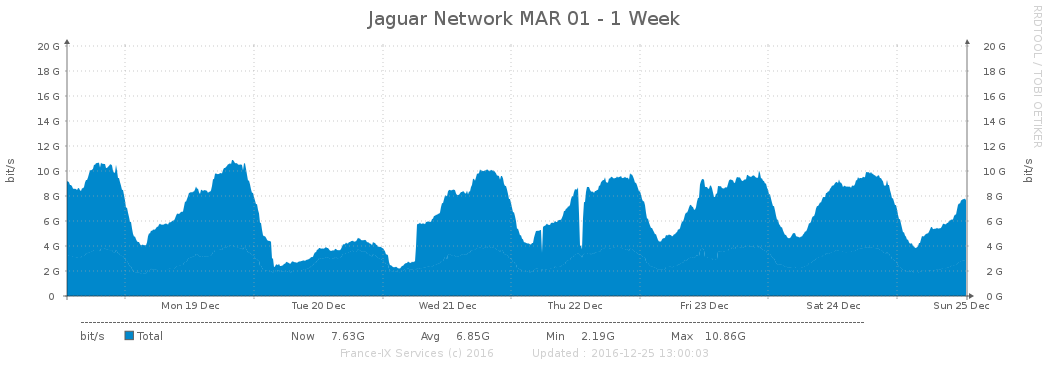 Jaguar Network MAR 01 - 1 Week
RRDTOOL / TOBI OETIKER
bit/s
20 G 20 G
18 G 18 G
16 G 16 G
14 G 14 G
12 G 12 G
10 G 10 G
8 G 8 G
6 G 6 G
4 G 4 G
2 G 2 G
0 0 G
bit/s
Mon 19 Dec Tue 20 Dec Wed 21 Dec Thu 22 Dec Fri 23 Dec Sat 24 Dec Sun 25 Dec
bit/s Total Now 7.63G Avg 6.85G Min 2.19G Max 10.86G
France-IX Services (c) 2016 Updated : 2016-12-25 13:00:03